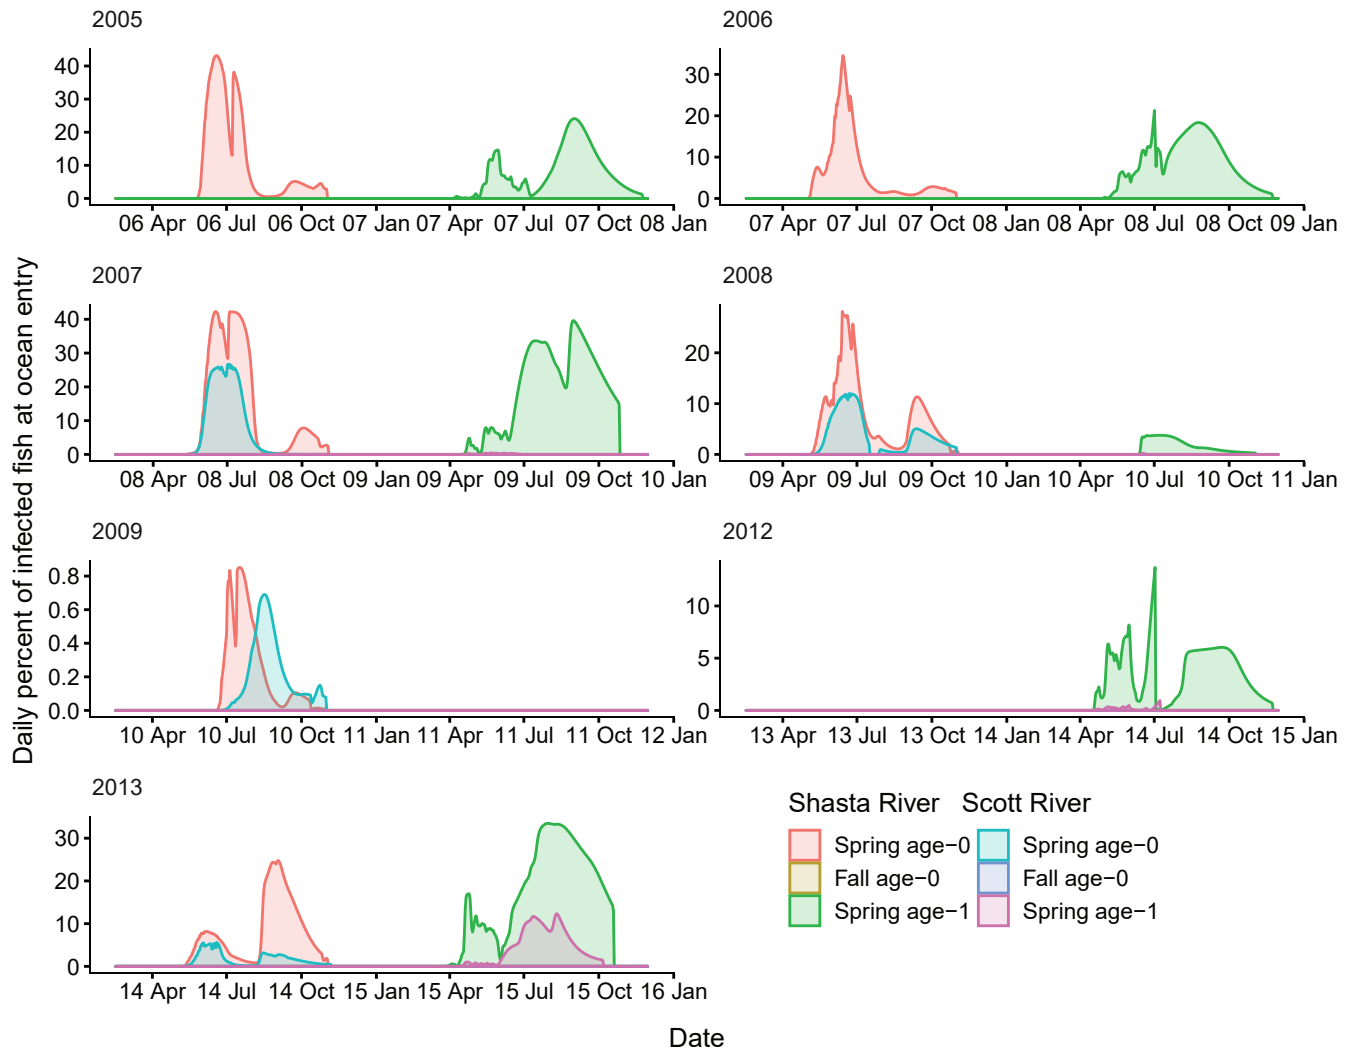 2005
2006
40
30
20
10
0
30
20
10
0
06 Apr 06 Jul 06 Oct 07 Jan 07 Apr 07 Jul 07 Oct 08 Jan
07 Apr 07 Jul 07 Oct 08 Jan 08 Apr 08 Jul 08 Oct 09 Jan
Daily percent of infected fish at ocean entry
2007
2008
40
30
20
10
0
20
10
0
08 Apr 08 Jul 08 Oct 09 Jan 09 Apr 09 Jul 09 Oct 10 Jan
09 Apr 09 Jul 09 Oct 10 Jan 10 Apr 10 Jul 10 Oct 11 Jan
2009
2012
0.8
0.6
0.4
0.2
0.0
10
5
0
10 Apr 10 Jul 10 Oct 11 Jan 11 Apr 11 Jul 11 Oct 12 Jan
13 Apr 13 Jul 13 Oct 14 Jan 14 Apr 14 Jul 14 Oct 15 Jan
2013
30
20
10
0
14 Apr 14 Jul 14 Oct 15 Jan 15 Apr 15 Jul 15 Oct 16 Jan
Shasta River Scott River
Spring age−0 Spring age−0
Fall age−0 Fall age−0
Spring age−1 Spring age−1
Date